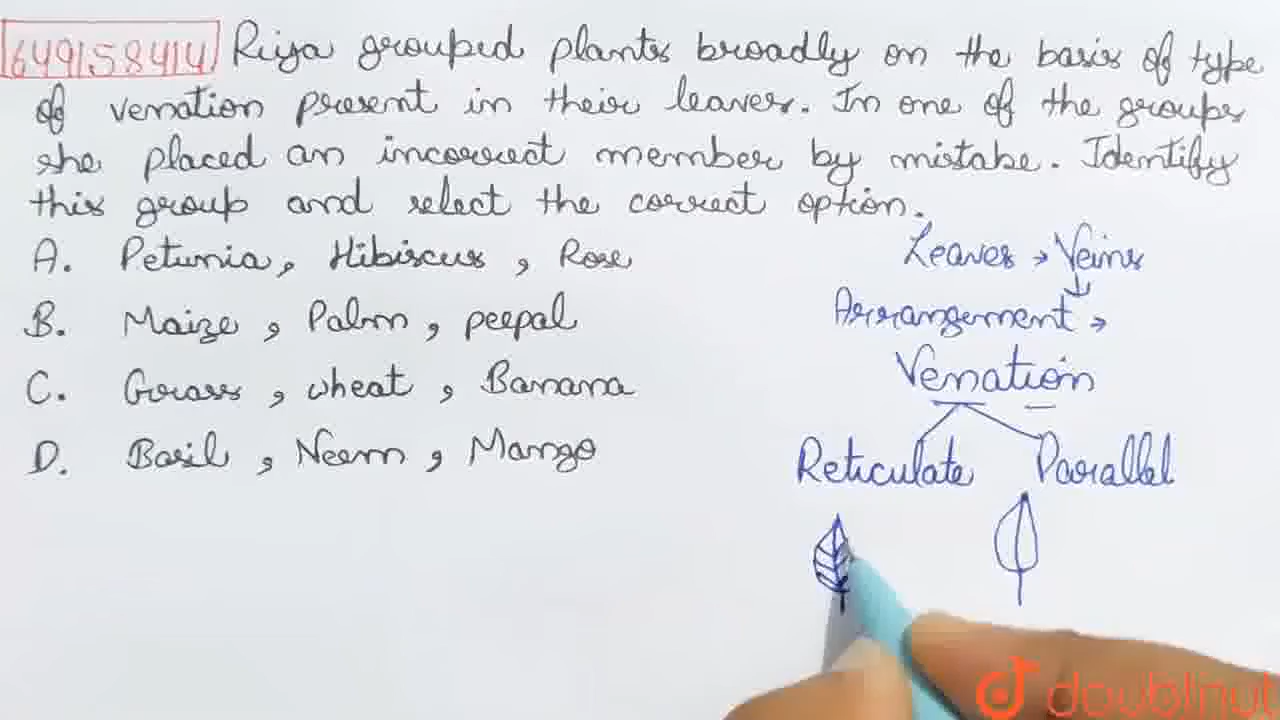 649158414 Riya grouped plants broadly on the basis of type
of venation present in their leaves. In one of the groups
she placed an incorrect member by mistake. Identify
this group and select the correct option.
A. Petunia, Hibiscus, Rose
B. Maize, Palm, peepal
C. Grass, wheat, Banana
D. Basil, Neem, Mango
Leaves → Veins
↓
Arrangement →
Venation
Reticulate Parallel
doubtnut